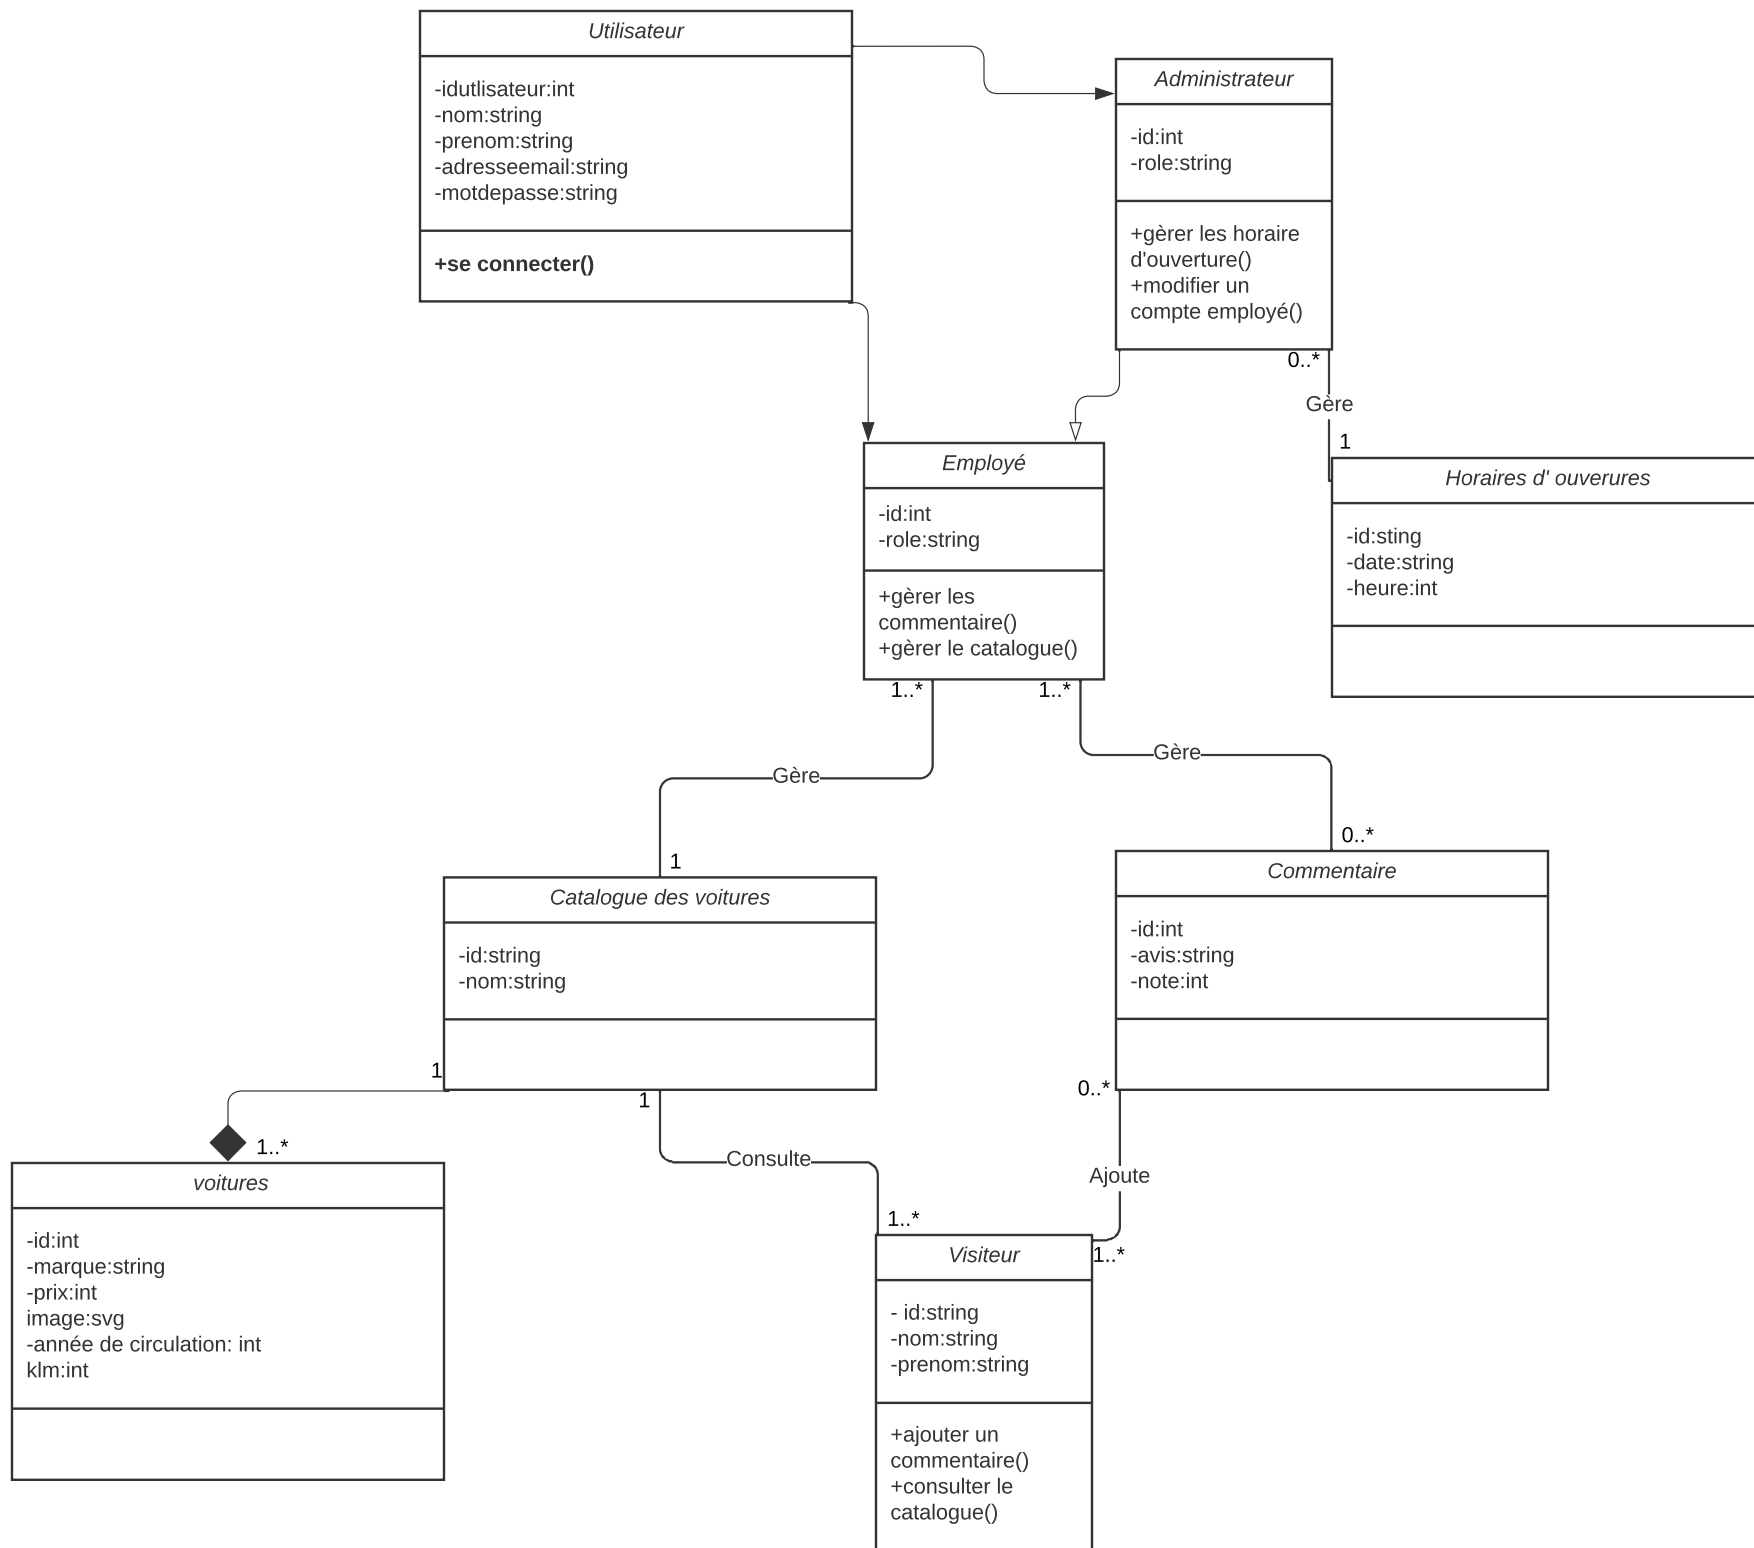 Utilisateur
-idutlisateur:int
-nom:string
-prenom:string
-adresseemail:string
-motdepasse:string
+se connecter()
Administrateur
-id:int
-role:string
+gèrer les horaire
d'ouverture()
+modifier un
compte employé()
0..*
Gère
1
Employé
-id:int
-role:string
+gèrer les
commentaire()
+gèrer le catalogue()
1..*
1..*
Horaires d' ouverures
-id:sting
-date:string
-heure:int
Gère
Gère
1
0..*
Catalogue des voitures
-id:string
-nom:string
1
1
Commentaire
-id:int
-avis:string
-note:int
0..*
1..*
Consulte
Ajoute
1..*
1..*
voitures
-id:int
-marque:string
-prix:int
image:svg
-année de circulation: int
klm:int
Visiteur
- id:string
-nom:string
-prenom:string
+ajouter un
commentaire()
+consulter le
catalogue()